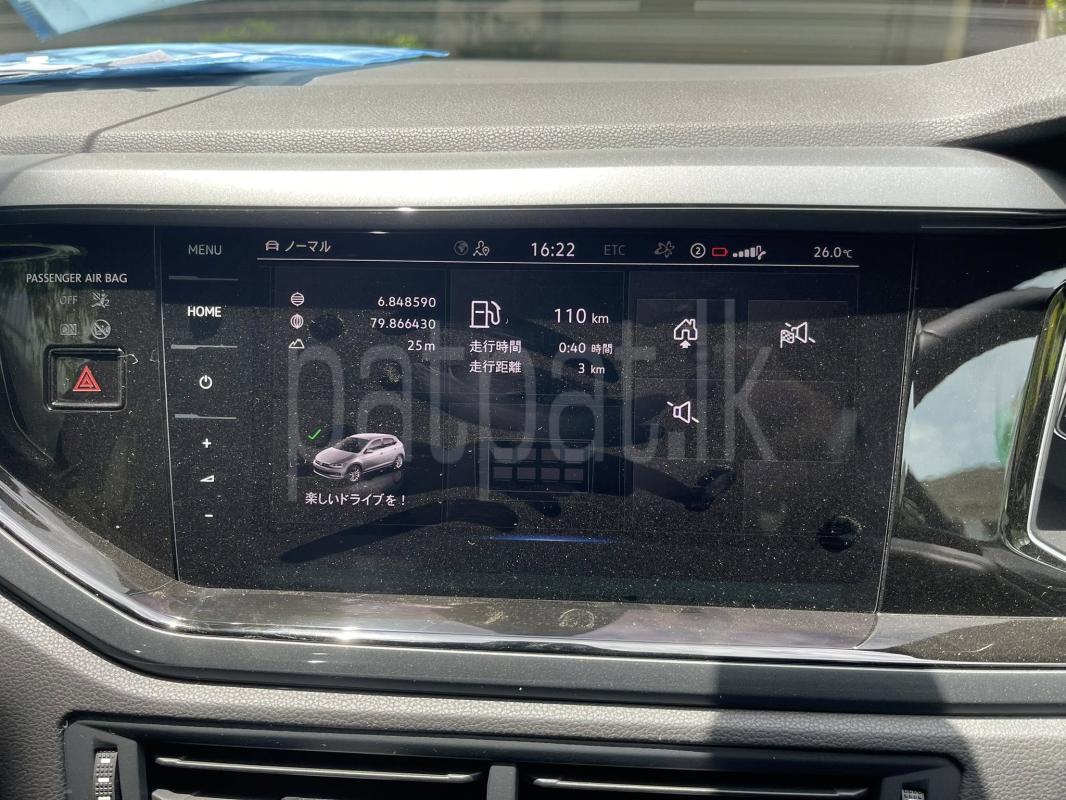 MENU
ノーマル
16:22
ETC
2
26.0℃
PASSENGER AIR BAG
OFF
ON
HOME
6.848590
79.866430
25m
110 km
走行時間 0:40 時間
走行距離 3 km
楽しいドライブを！
+
-
patpat.lk